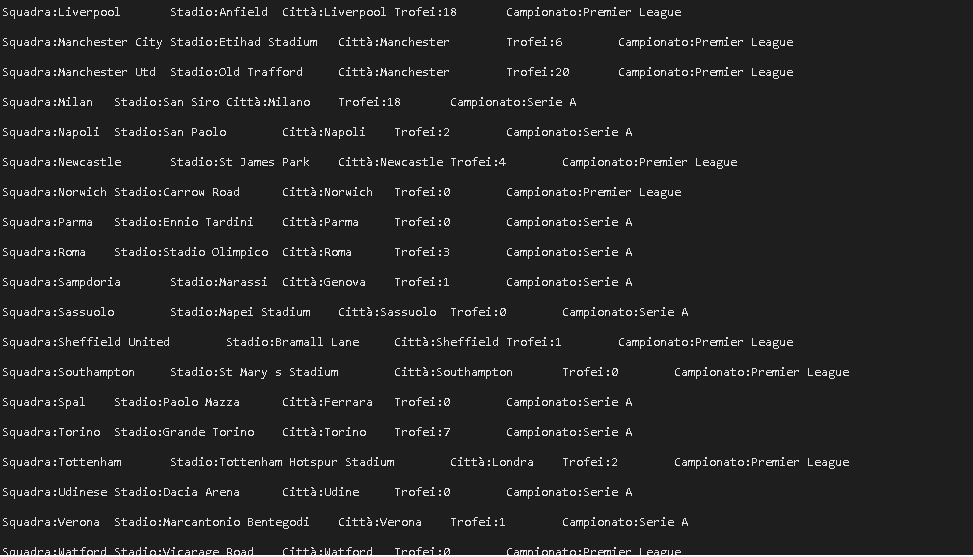 Squadra:Liverpool Stadio:Anfield Città:Liverpool Trofei:18 Campionato:Premier League
Squadra:Manchester City Stadio:Etihad Stadium Città:Manchester Trofei:6 Campionato:Premier League
Squadra:Manchester Utd Stadio:Old Trafford Città:Manchester Trofei:20 Campionato:Premier League
Squadra:Milan Stadio:San Siro Città:Milano Trofei:18 Campionato:Serie A
Squadra:Napoli Stadio:San Paolo Città:Napoli Trofei:2 Campionato:Serie A
Squadra:Newcastle Stadio:St James Park Città:Newcastle Trofei:4 Campionato:Premier League
Squadra:Norwich Stadio:Carrow Road Città:Norwich Trofei:0 Campionato:Premier League
Squadra:Parma Stadio:Ennio Tardini Città:Parma Trofei:0 Campionato:Serie A
Squadra:Roma Stadio:Stadio Olimpico Città:Roma Trofei:3 Campionato:Serie A
Squadra:Sampdoria Stadio:Marassi Città:Genova Trofei:1 Campionato:Serie A
Squadra:Sassuolo Stadio:Mapei Stadium Città:Sassuolo Trofei:0 Campionato:Serie A
Squadra:Sheffield United Stadio:Bramall Lane Città:Sheffield Trofei:1 Campionato:Premier League
Squadra:Southampton Stadio:St Mary s Stadium Città:Southampton Trofei:0 Campionato:Premier League
Squadra:Spal Stadio:Paolo Mazza Città:Ferrara Trofei:0 Campionato:Serie A
Squadra:Torino Stadio:Grande Torino Città:Torino Trofei:7 Campionato:Serie A
Squadra:Tottenham Stadio:Tottenham Hotspur Stadium Città:Londra Trofei:2 Campionato:Premier League
Squadra:Udinese Stadio:Dacia Arena Città:Udine Trofei:0 Campionato:Serie A
Squadra:Verona Stadio:Marcantonio Bentegodi Città:Verona Trofei:1 Campionato:Serie A
Squadra:Watford Stadio:Vicarage Road Città:Watford Trofei:0 Campionato:Premier League